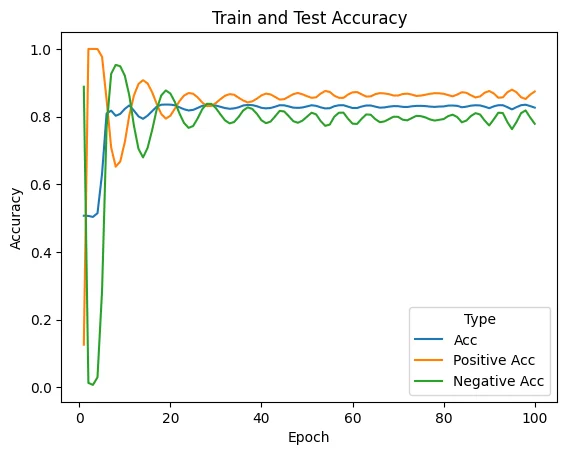 Train and Test Accuracy
1.0
0.8
0.6
0.4
0.2
0.0
Accuracy
0
20
40
60
80
100
Epoch
Type
Acc
Positive Acc
Negative Acc